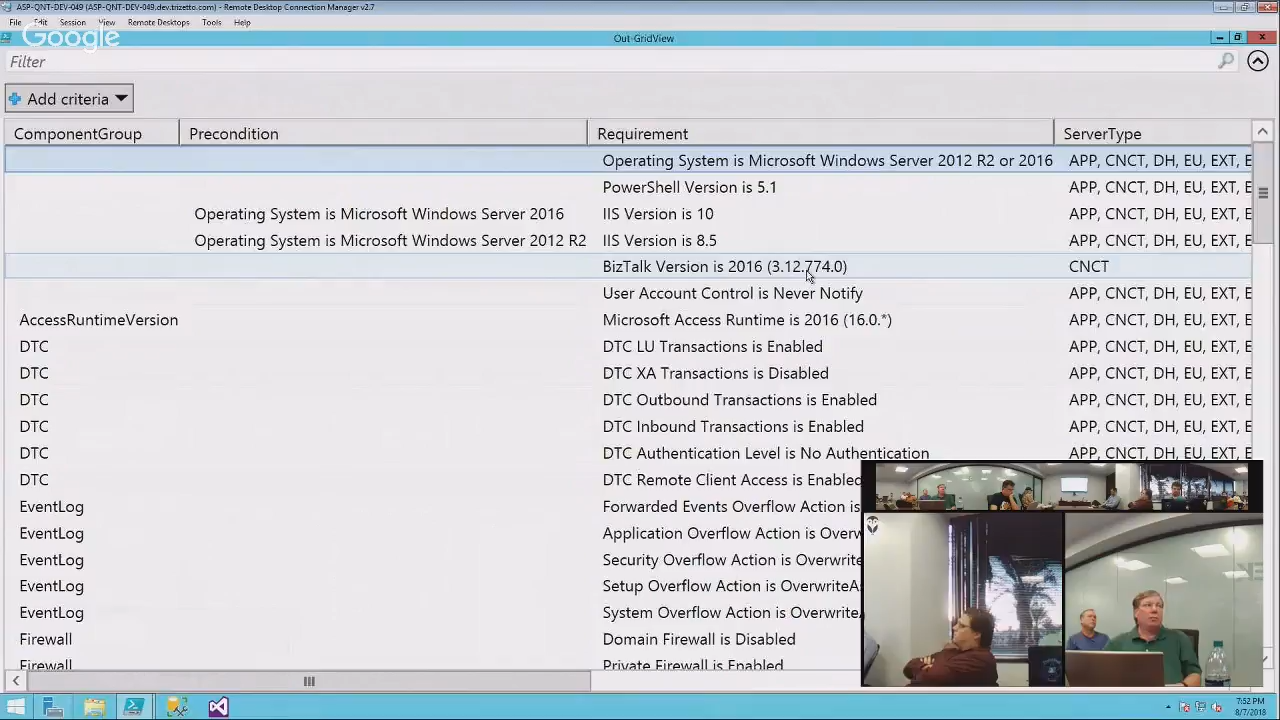 ASP-QNT-DEV-049 (ASP-QNT-DEV-049.dev.trizetto.com) - Remote Desktop Connection Manager v2.7
File Edit Session View Remote Desktops Tools Help
Google
Out-GridView
Filter
Add criteria
ComponentGroup Precondition Requirement ServerType
Operating System is Microsoft Windows Server 2012 R2 or 2016 APP, CNCT, DH, EU, EXT, E
PowerShell Version is 5.1 APP, CNCT, DH, EU, EXT, E
Operating System is Microsoft Windows Server 2016 IIS Version is 10 APP, CNCT, DH, EU, EXT, E
Operating System is Microsoft Windows Server 2012 R2 IIS Version is 8.5 APP, CNCT, DH, EU, EXT, E
BizTalk Version is 2016 (3.12.774.0) CNCT
User Account Control is Never Notify APP, CNCT, DH, EU, EXT, E
AccessRuntimeVersion Microsoft Access Runtime is 2016 (16.0.*) APP, CNCT, DH, EU, EXT, E
DTC DTC LU Transactions is Enabled APP, CNCT, DH, EU, EXT, E
DTC DTC XA Transactions is Disabled APP, CNCT, DH, EU, EXT, E
DTC DTC Outbound Transactions is Enabled APP, CNCT, DH, EU, EXT, E
DTC DTC Inbound Transactions is Enabled APP, CNCT, DH, EU, EXT, E
DTC DTC Authentication Level is No Authentication APP, CNCT, DH, EU, EXT, E
DTC DTC Remote Client Access is Enabled
EventLog Forwarded Events Overflow Action is
EventLog Application Overflow Action is Overw
EventLog Security Overflow Action is Overwrite
EventLog Setup Overflow Action is OverwriteA
EventLog System Overflow Action is Overwrite
Firewall Domain Firewall is Disabled
Firewall Private Firewall is Enabled
7:52 PM
8/7/2018